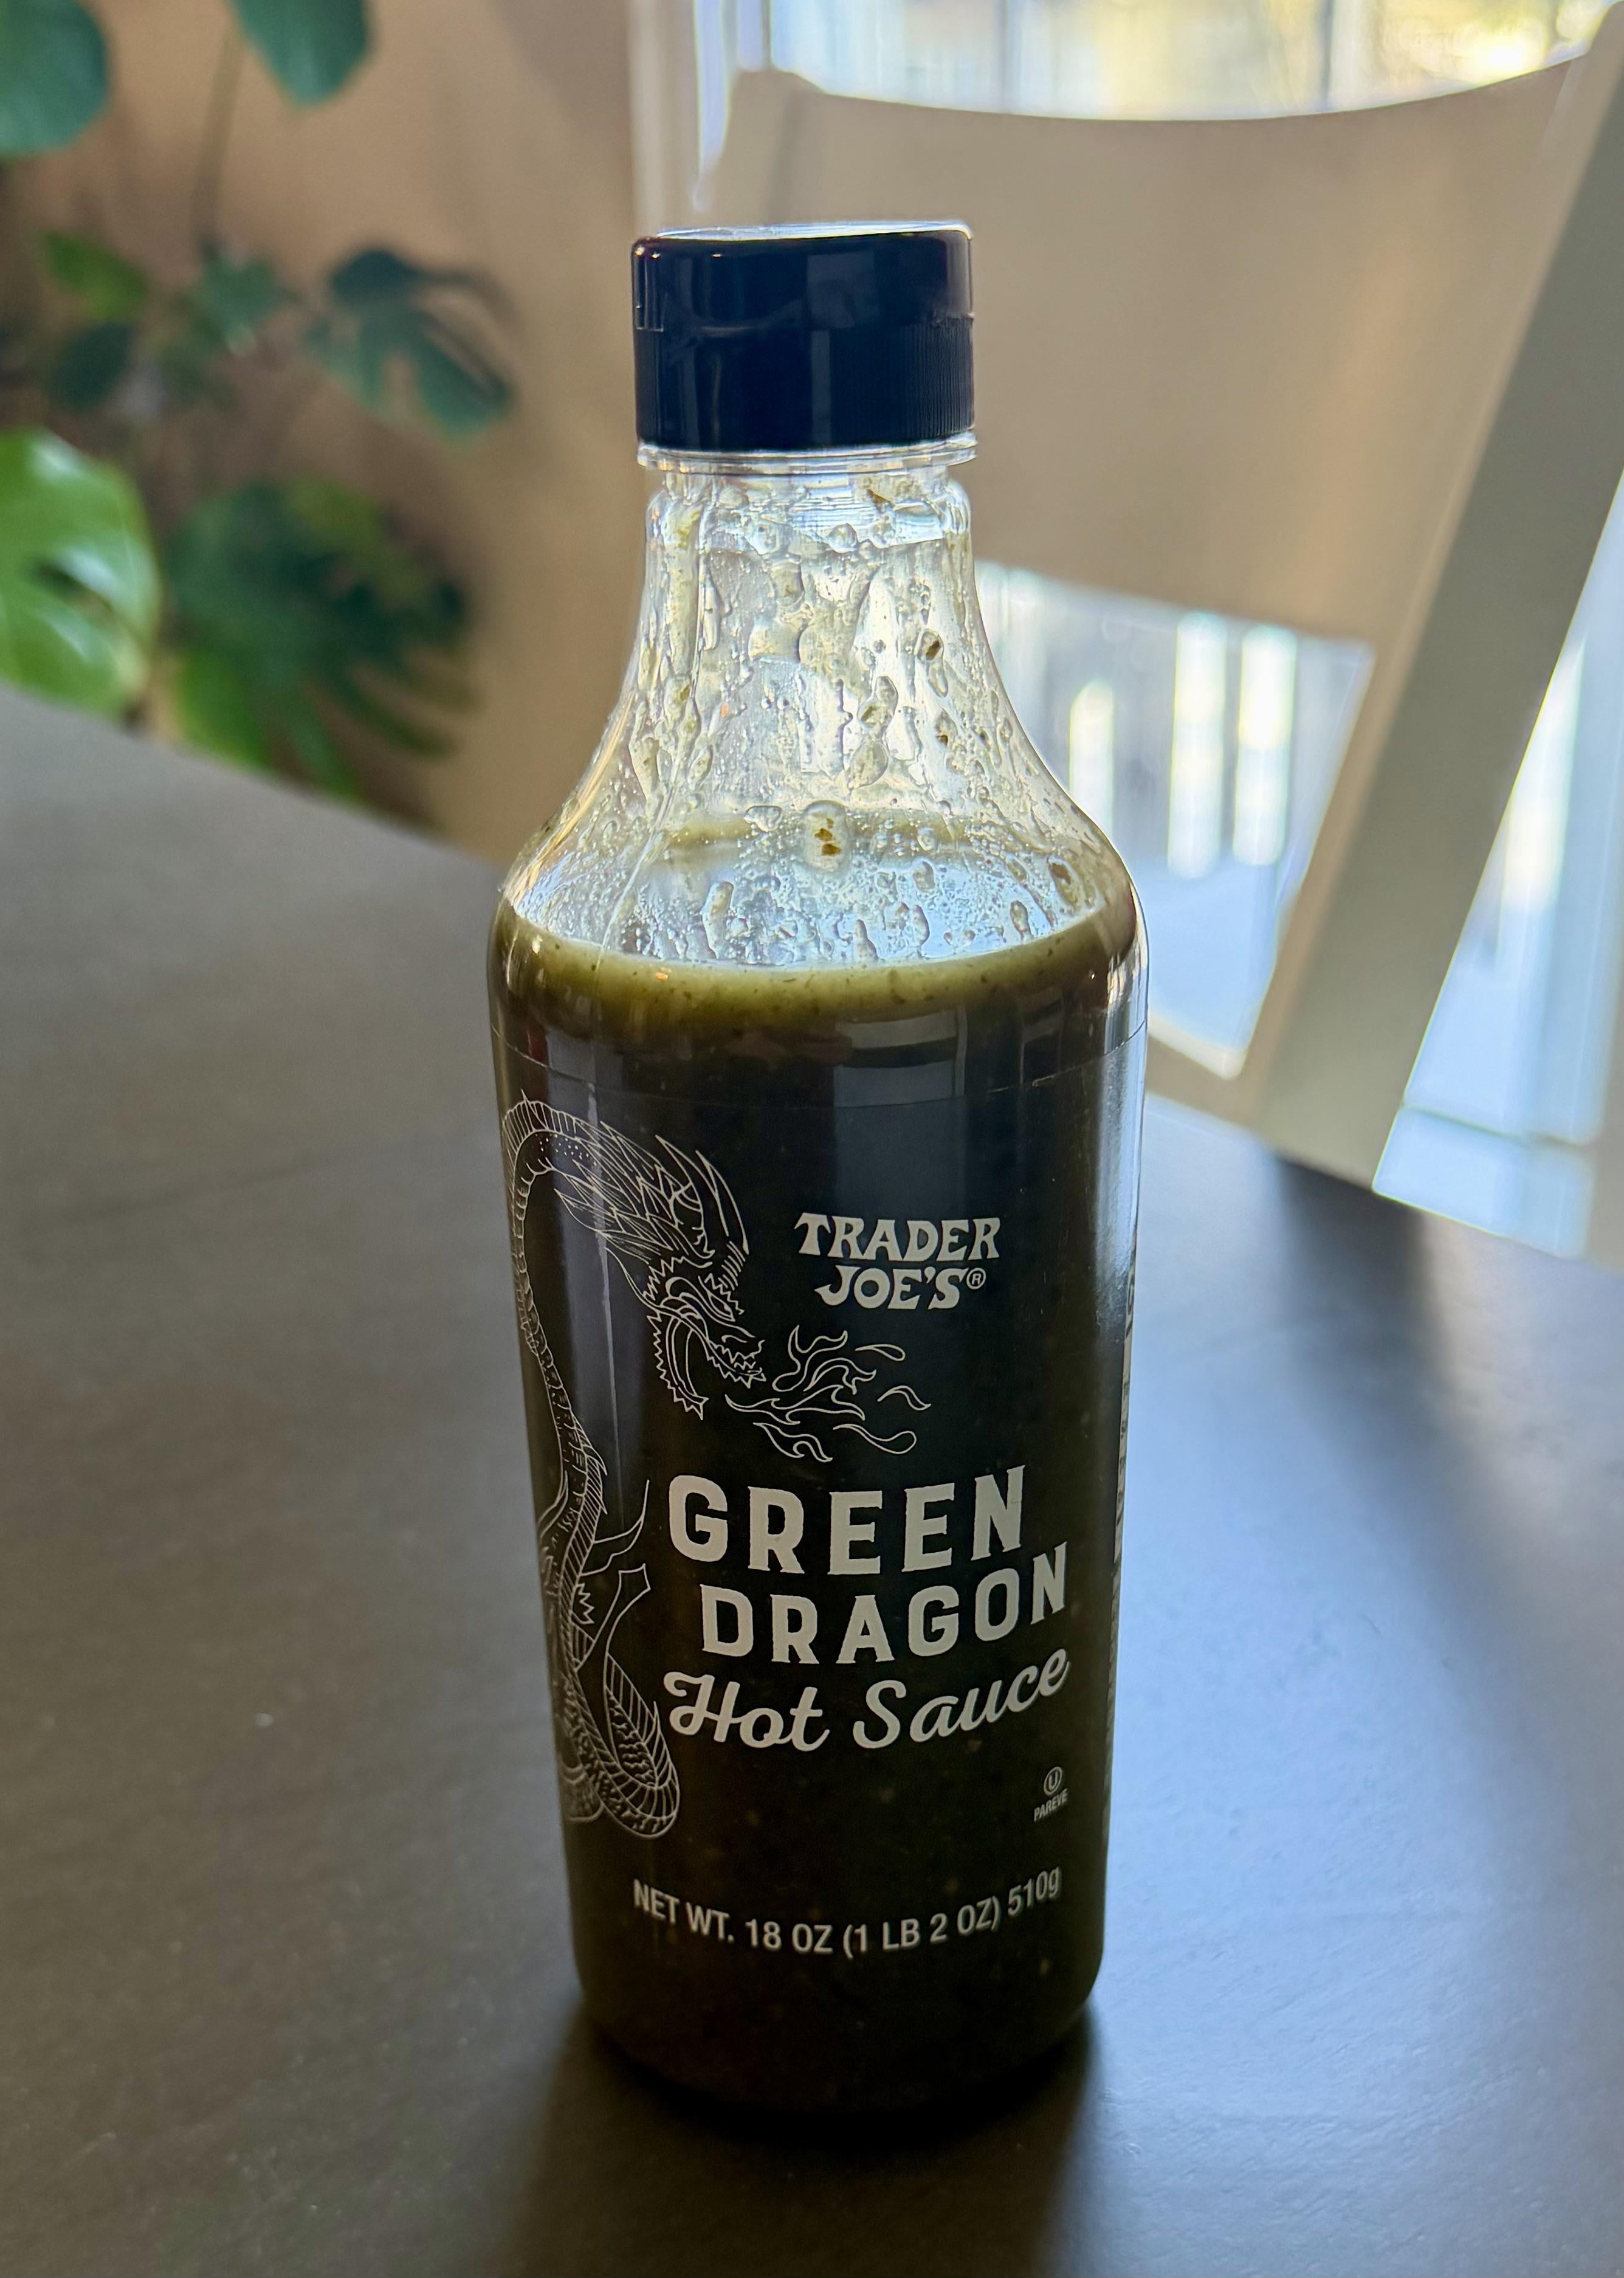 TRADER
JOE'S®
GREEN
DRAGON
Hot Sauce
U
PAREVE
NET WT. 18 OZ (1 LB 2 OZ) 510g